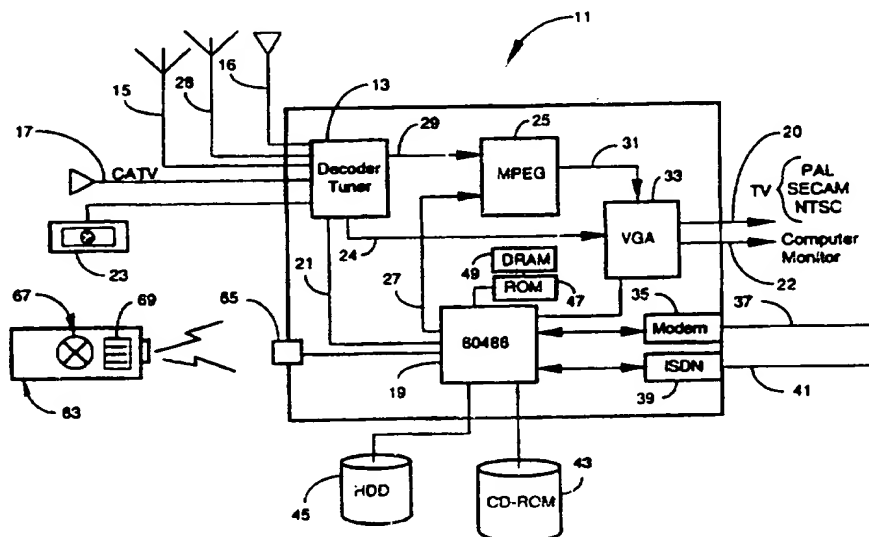 11
15
28
16
13
29
25
31
20
17
CATV
Decoder
Tuner
MPEG
33
TV
PAL
SECAM
NTSC
VGA
Computer
Monitor
23
21
24
27
49
DRAM
ROM
47
22
67
69
65
35
37
Modem
80486
ISDN
63
19
39
41
45
HDD
CD-ROM
43